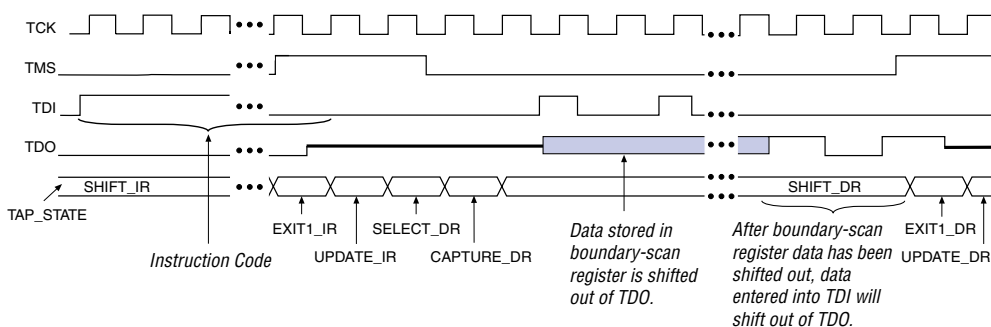 TCK
TMS
TDI
TDO
SHIFT_IR
SHIFT_DR
TAP_STATE
EXIT1_IR
SELECT_DR
Instruction Code
UPDATE_IR
CAPTURE_DR
Data stored in
boundary-scan
register is shifted
out of TDO.
After boundary-scan
register data has been
shifted out, data
entered into TDI will
shift out of TDO.
EXIT1_DR
UPDATE_DR